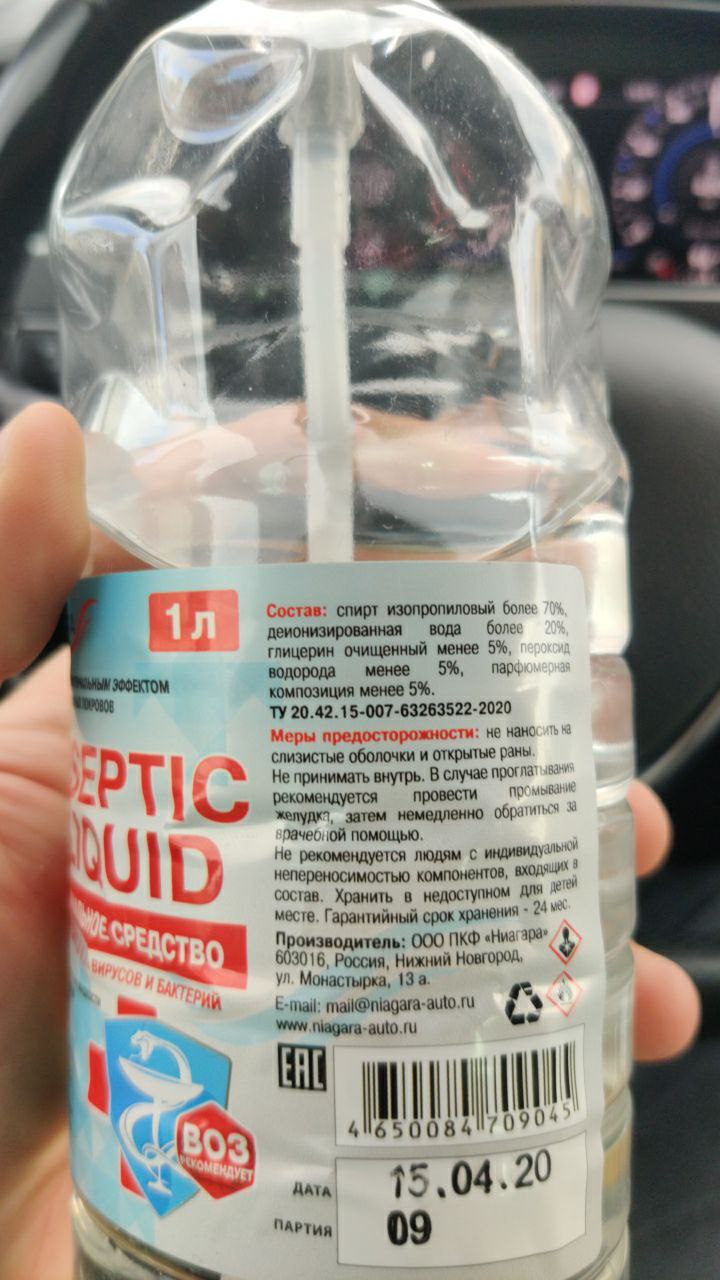 1 л
ЭФФЕКТОМ
ПОКРОВОВ
SEPTIC
LIQUID
СРЕДСТВО
ВИРУСОВ И БАКТЕРИЙ
ВОЗ
РЕКОМЕНДУЕТ
Состав: спирт изопропиловый более 70%,
деионизированная вода более 20%,
глицерин очищенный менее 5%, пероксид
водорода менее 5%, парфюмерная
композиция менее 5%.
ТУ 20.42.15-007-63263522-2020
Меры предосторожности: не наносить на
слизистые оболочки и открытые раны.
Не принимать внутрь. В случае проглатывания
рекомендуется провести промывание
желудка, затем немедленно обратиться за
врачебной помощью.
Не рекомендуется людям с индивидуальной
непереносимостью компонентов, входящих в
состав. Хранить в недоступном для детей
месте. Гарантийный срок хранения - 24 мес.
Производитель: ООО ПКФ «Ниагара»
603016, Россия, Нижний Новгород,
ул. Монастырка, 13 а.
E-mail: mail@niagara-auto.ru
www.niagara-auto.ru
EAC
4 650084 709045
ДАТА 15.04.20
ПАРТИЯ 09